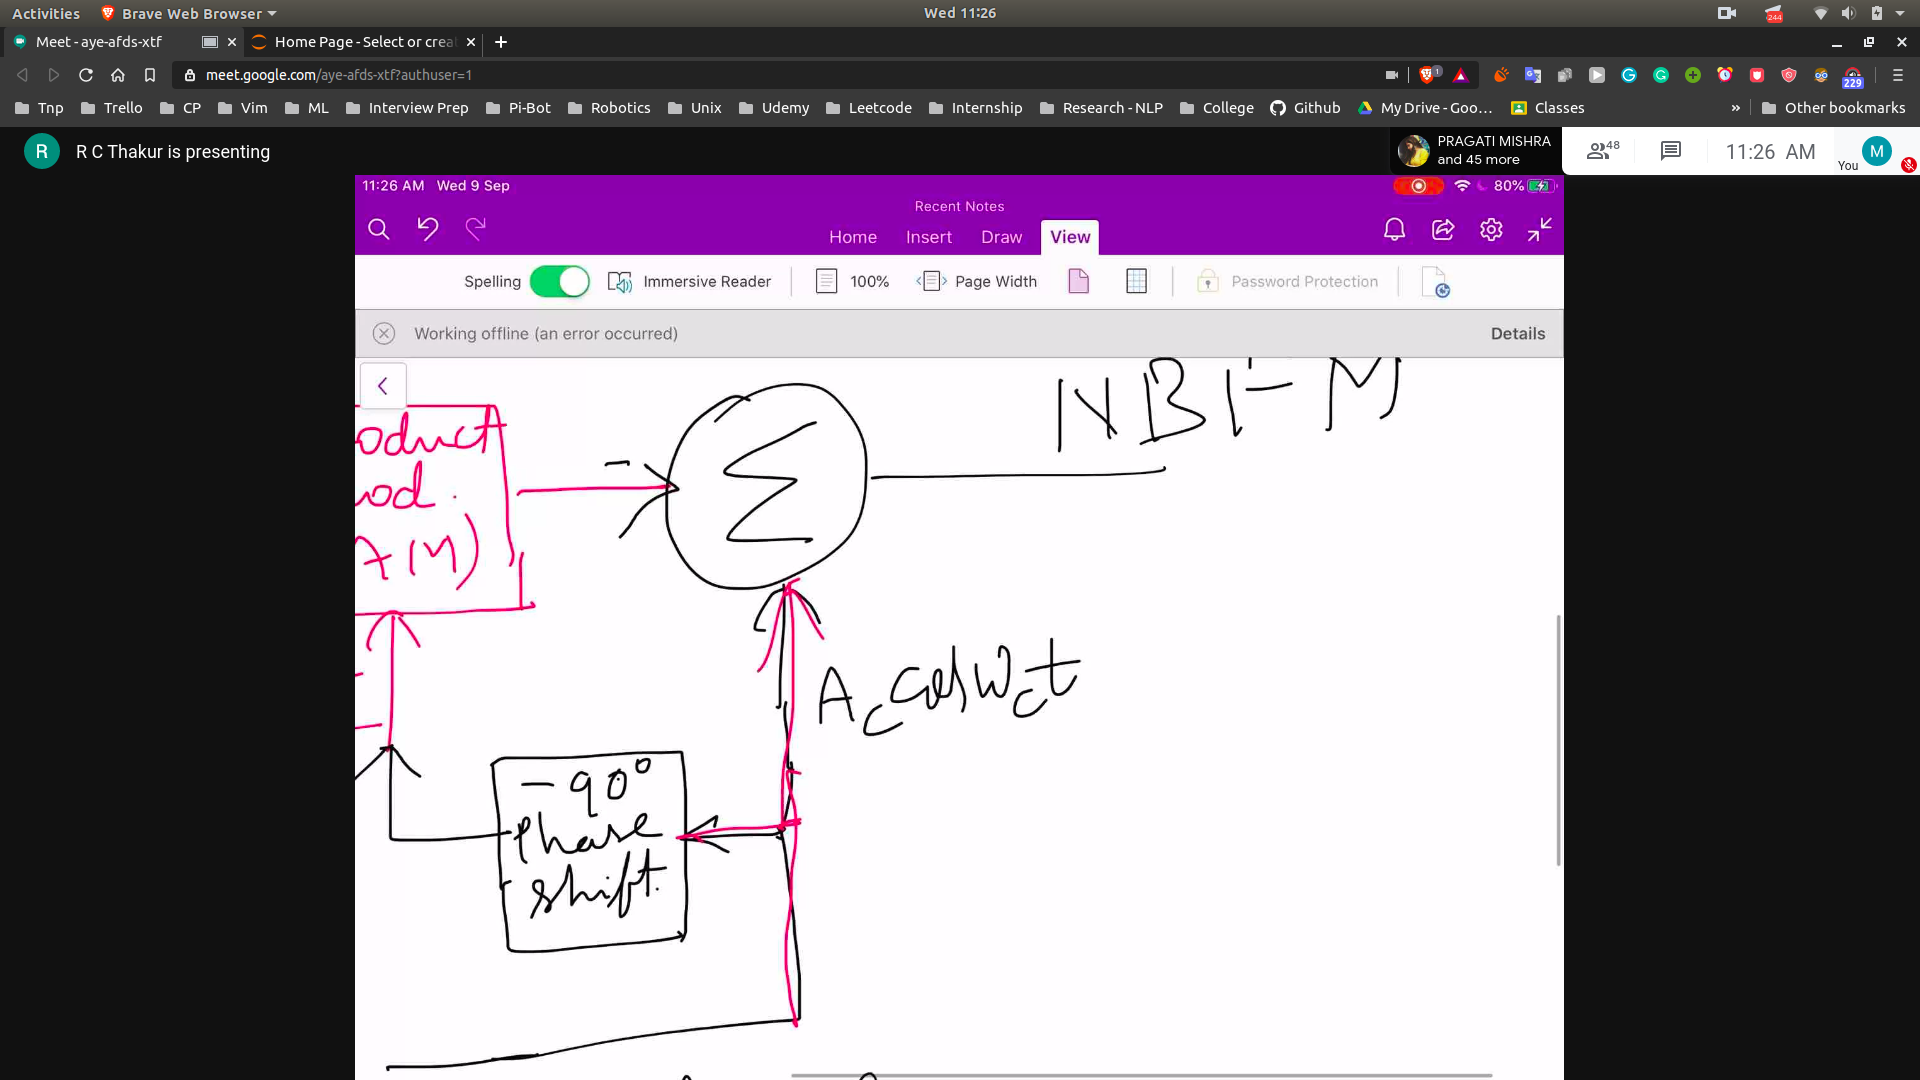 Activities Brave Web Browser Wed 11:26 244
Meet - aye-afds-xtf Home Page - Select or crea
meet.google.com/aye-afds-xtf?authuser=1 1 229
Tnp Trello CP Vim ML Interview Prep Pi-Bot Robotics Unix Udemy Leetcode Internship Research - NLP College Github My Drive - Goo... Classes » Other bookmarks
R R C Thakur is presenting
PRAGATI MISHRA
and 45 more
48 11:26 AM You M
11:26 AM Wed 9 Sep 80%
Recent Notes
Home Insert Draw View
Spelling Immersive Reader 100% Page Width Password Protection
Working offline (an error occurred) Details
NBFM
oduct
od.
(M)
-
Σ
A_c cos ω_c t
-90°
Phase
shift.